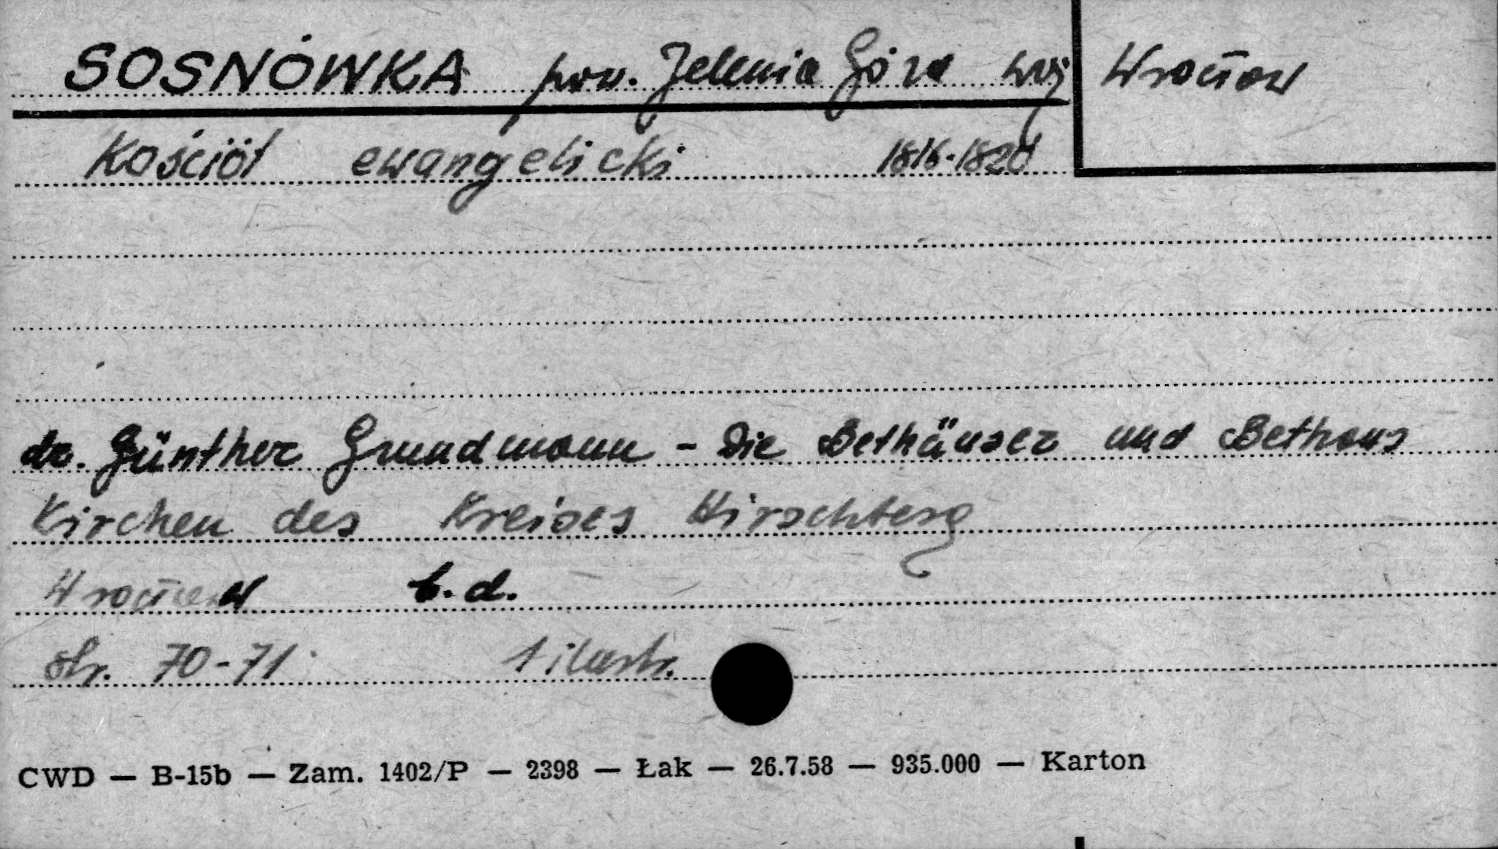 SOSNÓWKA pow. Jelenia Góra woj Wrocław
Kościół ewangelicki 1816-1820
dr. Günther Grundmann - Die Bethäuser und Bethaus
Kirchen des Kreises Hirschberg
Wrocław b.d.
str. 70-71 1 ilustr.
CWD — B-15b — Zam. 1402/P — 2398 — Łak — 26.7.58 — 935.000 — Karton